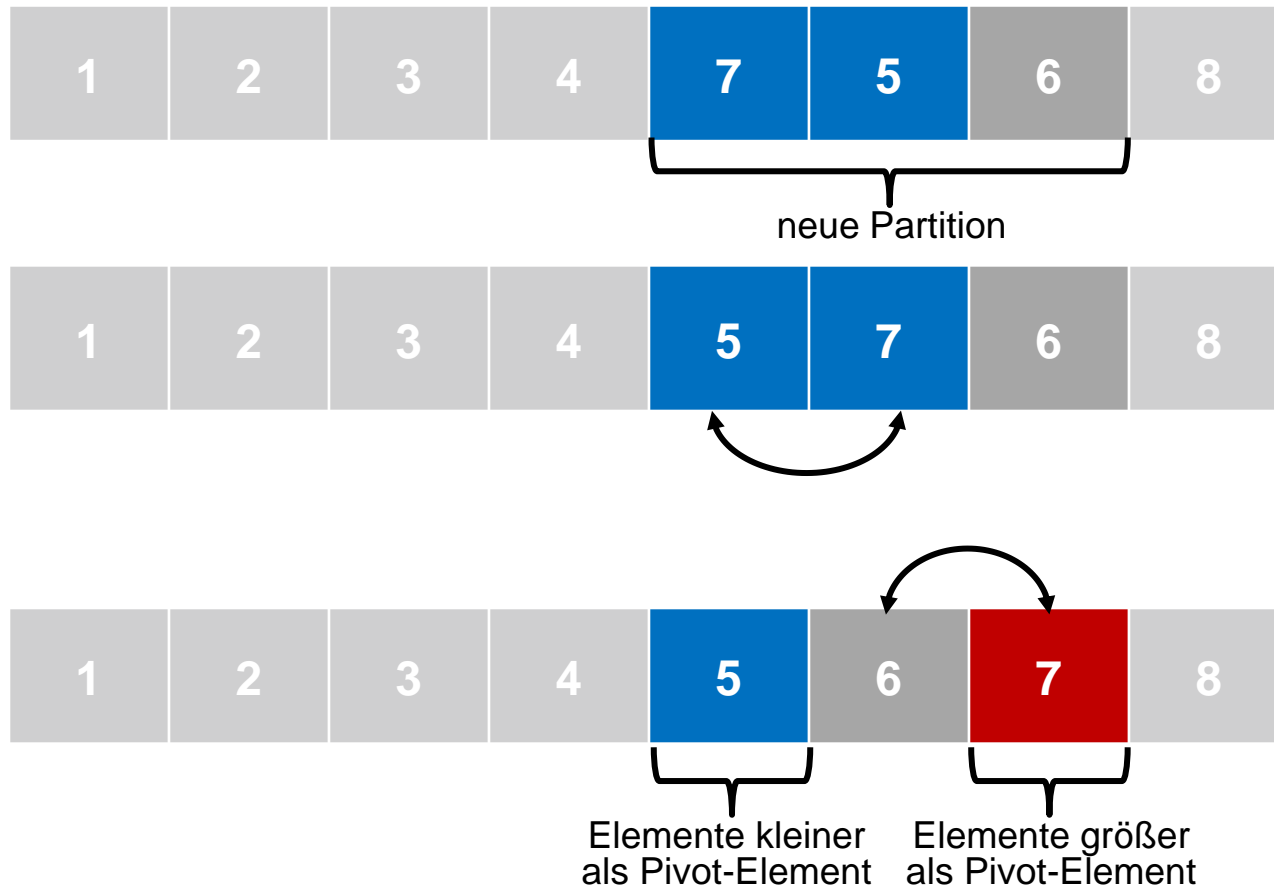 1 2 3 4 7 5 6 8
neue Partition
1 2 3 4 5 7 6 8
1 2 3 4 5 6 7 8
Elemente kleiner
als Pivot-Element
Elemente größer
als Pivot-Element